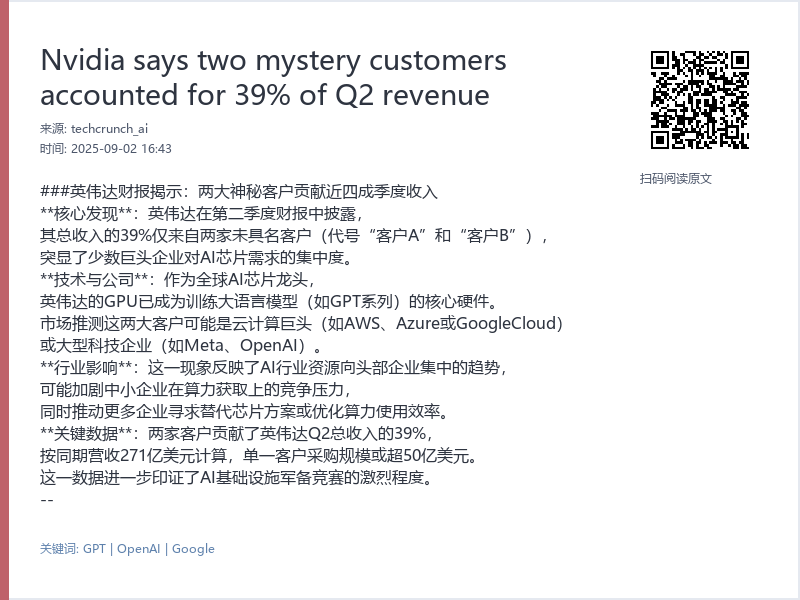 Nvidia says two mystery customers
accounted for 39% of Q2 revenue
来源: techcrunch_ai
时间: 2025-09-02 16:43
扫码阅读原文
###英伟达财报揭示：两大神秘客户贡献近四成季度收入
**核心发现**：英伟达在第二季度财报中披露，
其总收入的39%仅来自两家未具名客户（代号“客户A”和“客户B”），
突显了少数巨头企业对AI芯片需求的集中度。
**技术与公司**：作为全球AI芯片龙头，
英伟达的GPU已成为训练大语言模型（如GPT系列）的核心硬件。
市场推测这两大客户可能是云计算巨头（如AWS、Azure或GoogleCloud）
或大型科技企业（如Meta、OpenAI）。
**行业影响**：这一现象反映了AI行业资源向头部企业集中的趋势，
可能加剧中小企业在算力获取上的竞争压力，
同时推动更多企业寻求替代芯片方案或优化算力使用效率。
**关键数据**：两家客户贡献了英伟达Q2总收入的39%，
按同期营收271亿美元计算，单一客户采购规模或超50亿美元。
这一数据进一步印证了AI基础设施军备竞赛的激烈程度。
--
关键词: GPT | OpenAI | Google